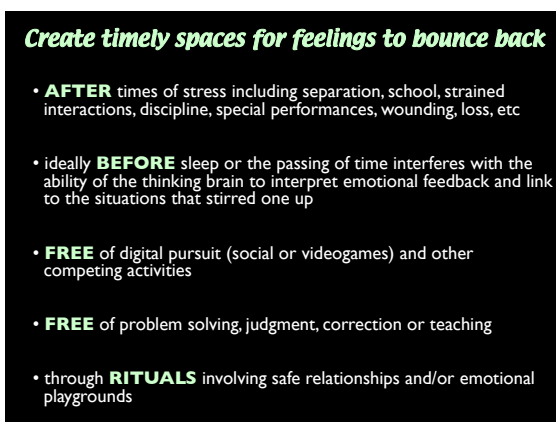 Create timely spaces for feelings to bounce back
• AFTER times of stress including separation, school, strained
interactions, discipline, special performances, wounding, loss, etc
• ideally BEFORE sleep or the passing of time interferes with the
ability of the thinking brain to interpret emotional feedback and link
to the situations that stirred one up
• FREE of digital pursuit (social or videogames) and other
competing activities
• FREE of problem solving, judgment, correction or teaching
• through RITUALS involving safe relationships and/or emotional
playgrounds